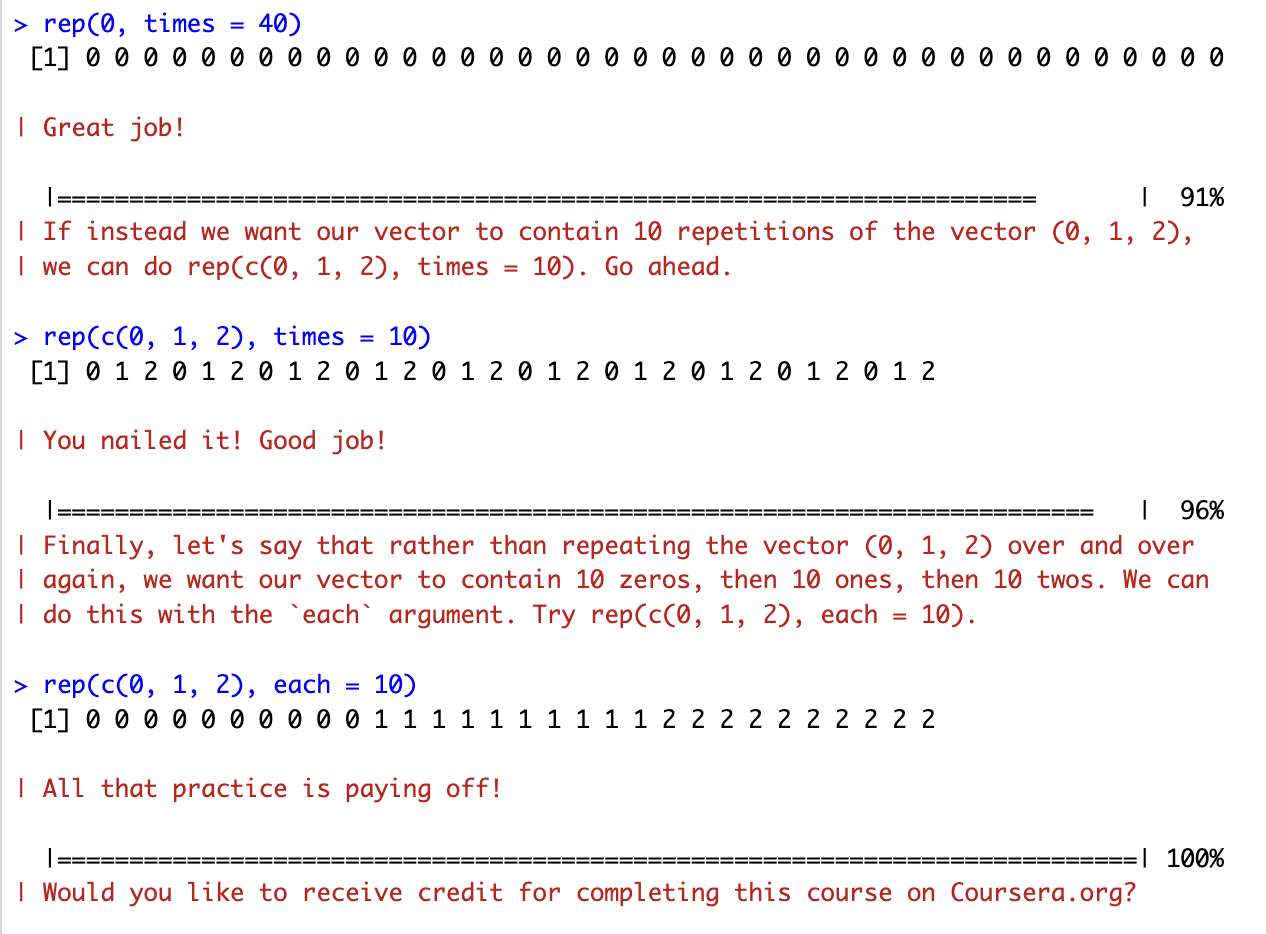 > rep(0, times = 40)
[1] 0 0 0 0 0 0 0 0 0 0 0 0 0 0 0 0 0 0 0 0 0 0 0 0 0 0 0 0 0 0 0 0 0 0 0 0 0 0 0 0
| Great job!
|====================================================================       |  91%
| If instead we want our vector to contain 10 repetitions of the vector (0, 1, 2),
| we can do rep(c(0, 1, 2), times = 10). Go ahead.
> rep(c(0, 1, 2), times = 10)
[1] 0 1 2 0 1 2 0 1 2 0 1 2 0 1 2 0 1 2 0 1 2 0 1 2 0 1 2 0 1 2
| You nailed it! Good job!
|========================================================================   |  96%
| Finally, let's say that rather than repeating the vector (0, 1, 2) over and over
| again, we want our vector to contain 10 zeros, then 10 ones, then 10 twos. We can
| do this with the `each` argument. Try rep(c(0, 1, 2), each = 10).
> rep(c(0, 1, 2), each = 10)
[1] 0 0 0 0 0 0 0 0 0 0 1 1 1 1 1 1 1 1 1 1 2 2 2 2 2 2 2 2 2 2
| All that practice is paying off!
|===========================================================================| 100%
| Would you like to receive credit for completing this course on Coursera.org?